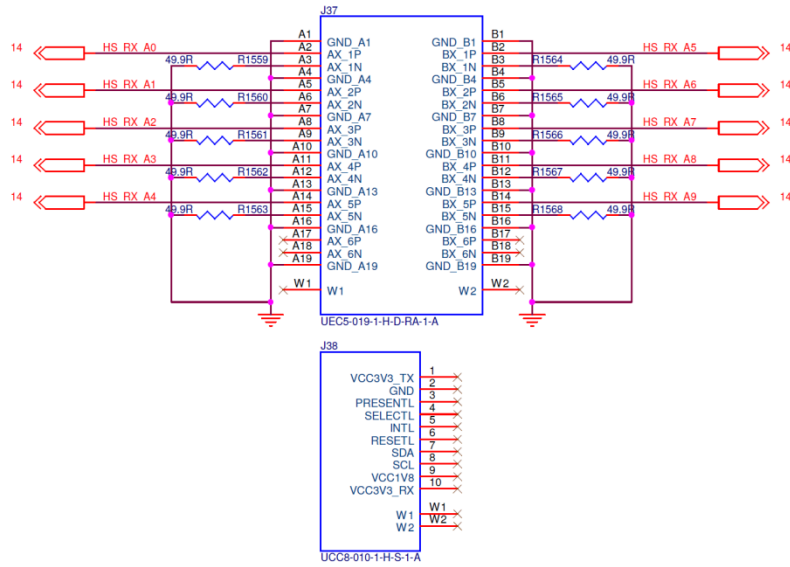 J37
A1 GND_A1 GND_B1 B1
14 HS_RX_A0 A2 AX_1P BX_1P B2 HS_RX_A5 14
49.9R R1559 A3 AX_1N BX_1N B3 R1564 49.9R
A4 GND_A4 GND_B4 B4
14 HS_RX_A1 A5 AX_2P BX_2P B5 HS_RX_A6 14
49.9R R1560 A6 AX_2N BX_2N B6 R1565 49.9R
A7 GND_A7 GND_B7 B7
14 HS_RX_A2 A8 AX_3P BX_3P B8 HS_RX_A7 14
49.9R R1561 A9 AX_3N BX_3N B9 R1566 49.9R
A10 GND_A10 GND_B10 B10
14 HS_RX_A3 A11 AX_4P BX_4P B11 HS_RX_A8 14
49.9R R1562 A12 AX_4N BX_4N B12 R1567 49.9R
A13 GND_A13 GND_B13 B13
14 HS_RX_A4 A14 AX_5P BX_5P B14 HS_RX_A9 14
49.9R R1563 A15 AX_5N BX_5N B15 R1568 49.9R
A16 GND_A16 GND_B16 B16
A17 AX_6P BX_6P B17
A18 AX_6N BX_6N B18
A19 GND_A19 GND_B19 B19
W1 W1 W2 W2
UEC5-019-1-H-D-RA-1-A
J38
VCC3V3_TX 1
GND 2
PRESENTL 3
SELECTL 4
INTL 5
RESETL 6
SDA 7
SCL 8
VCC1V8 9
VCC3V3_RX 10
W1 W1
W2 W2
UCC8-010-1-H-S-1-A